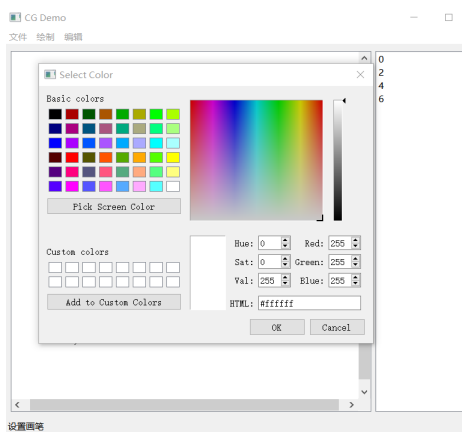 CG Demo
文件 绘制 编辑
Select Color
Basic colors
Pick Screen Color
Custom colors
Add to Custom Colors
Hue: 0 Red: 255
Sat: 0 Green: 255
Val: 255 Blue: 255
HTML: #ffffff
OK Cancel
0
2
4
6
设置画笔